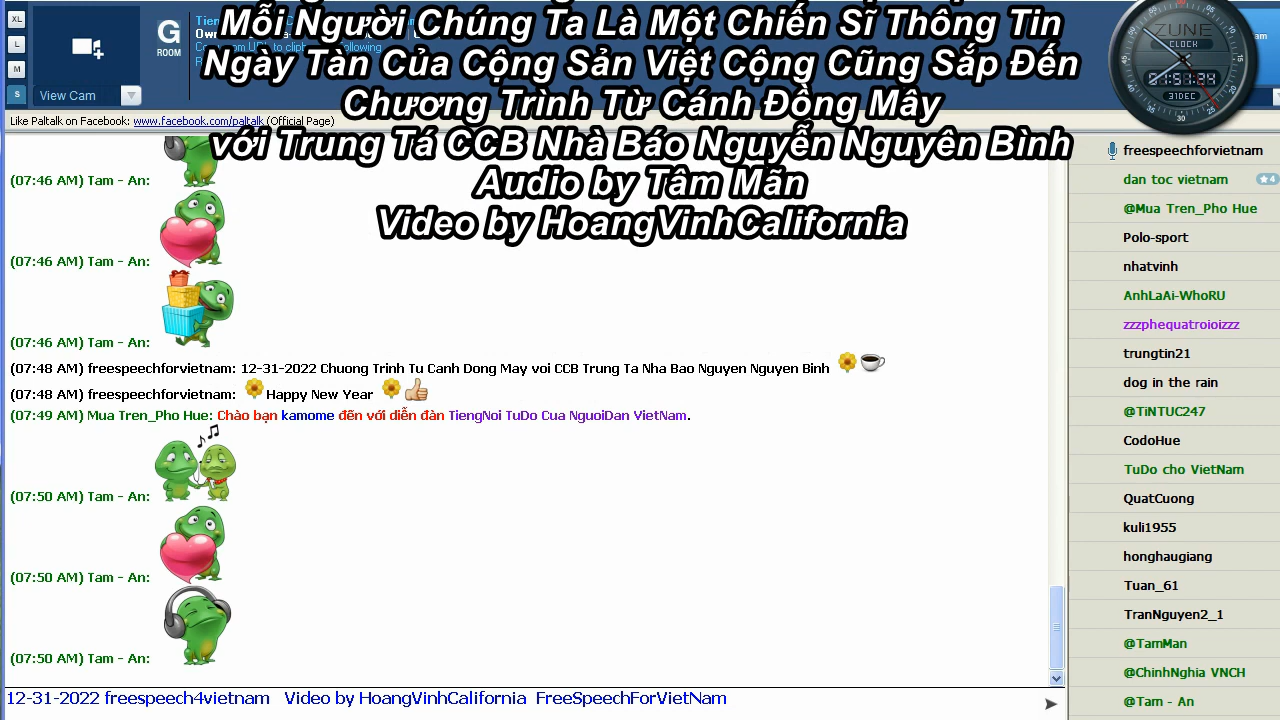 XL
L
M
S
View Cam
G
ROOM
Mỗi Người Chúng Ta Là Một Chiến Sĩ Thông Tin
Ngày Tàn Của Cộng Sản Việt Cộng Cũng Sắp Đến
Chương Trình Từ Cánh Đồng Mây
với Trung Tá CCB Nhà Báo Nguyễn Nguyên Bình
Audio by Tâm Mãn
Video by HoangVinhCalifornia
ZUNE
CLOCK
07:51:24
31DEC
Like Paltalk on Facebook: www.facebook.com/paltalk (Official Page)
(07:46 AM) Tam - An:
(07:46 AM) Tam - An:
(07:46 AM) Tam - An:
(07:48 AM) freespeechforvietnam: 12-31-2022 Chuong Trinh Tu Canh Dong May voi CCB Trung Ta Nha Bao Nguyen Nguyen Binh
(07:48 AM) freespeechforvietnam: Happy New Year
(07:49 AM) Mua Tren_Pho Hue: Chào bạn kamome đến với diễn đàn TiengNoi TuDo Cua NguoiDan VietNam.
(07:50 AM) Tam - An:
(07:50 AM) Tam - An:
(07:50 AM) Tam - An:
12-31-2022 freespeech4vietnam Video by HoangVinhCalifornia FreeSpeechForVietNam
freespeechforvietnam
dan toc vietnam ★4
@Mua Tren_Pho Hue
Polo-sport
nhatvinh
AnhLaAi-WhoRU
zzzphequatroioizzz
trungtin21
dog in the rain
@TiNTUC247
CodoHue
TuDo cho VietNam
QuatCuong
kuli1955
honghaugiang
Tuan_61
TranNguyen2_1
@TamMan
@ChinhNghia VNCH
@Tam - An